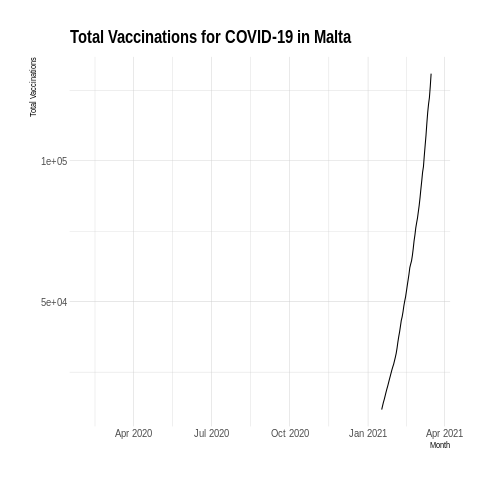 Total Vaccinations for COVID-19 in Malta
Total Vaccinations
1e+05
5e+04
Apr 2020 Jul 2020 Oct 2020 Jan 2021 Apr 2021
Month